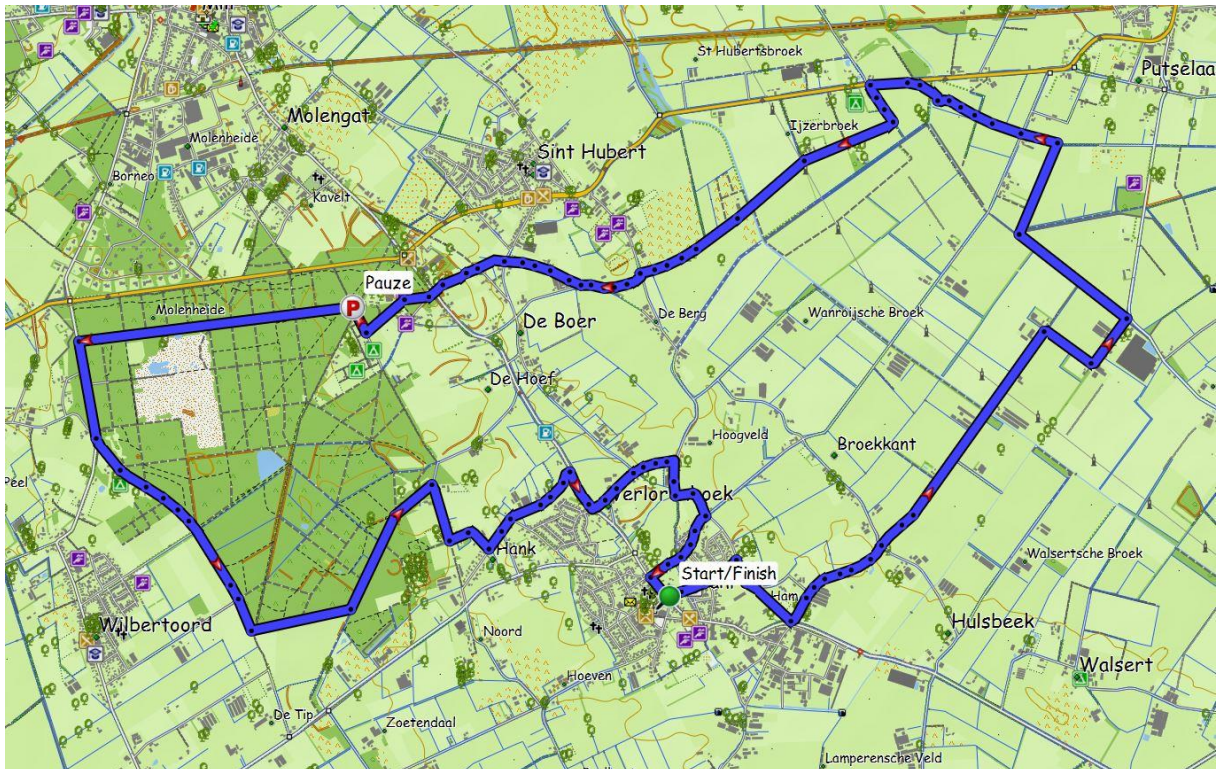 Mill
St Hubertsbroek
Putselaa
Molengat
Molenheide
Ijzerbroek
Sint Hubert
Borneo
Kavelt
Pauze
P
Molenheide
De Boer
De Berg
Wanroijsche Broek
De Hoef
Hoogveld
Broekkant
Peel
Hank
Walsertsche Broek
Start/Finish
Ham
Wilbertoord
Noord
Hulsbeek
Walsert
Hoeven
De Tip
Zoetendaal
Lamperensche Veld